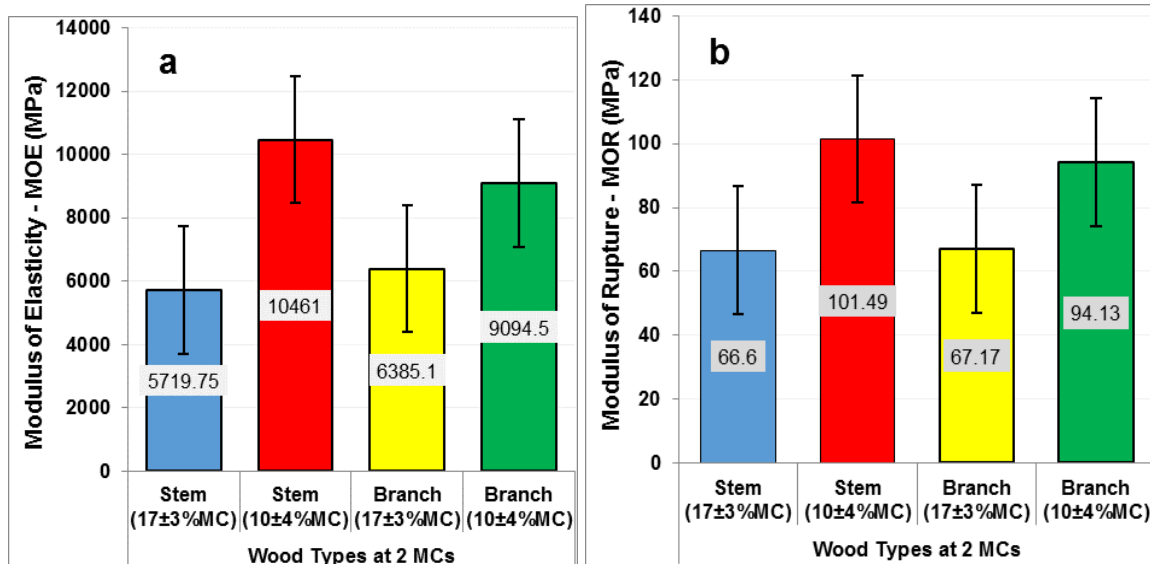 a
Modulus of Elasticity - MOE (MPa)
14000
12000
10000
8000
6000
4000
2000
0
5719.75
10461
6385.1
9094.5
Stem Stem Branch Branch
(17±3%MC) (10±4%MC) (17±3%MC) (10±4%MC)
Wood Types at 2 MCs
b
Modulus of Rupture - MOR (MPa)
140
120
100
80
60
40
20
0
66.6
101.49
67.17
94.13
Stem Stem Branch Branch
(17±3%MC) (10±4%MC) (17±3%MC) (10±4%MC)
Wood Types at 2 MCs